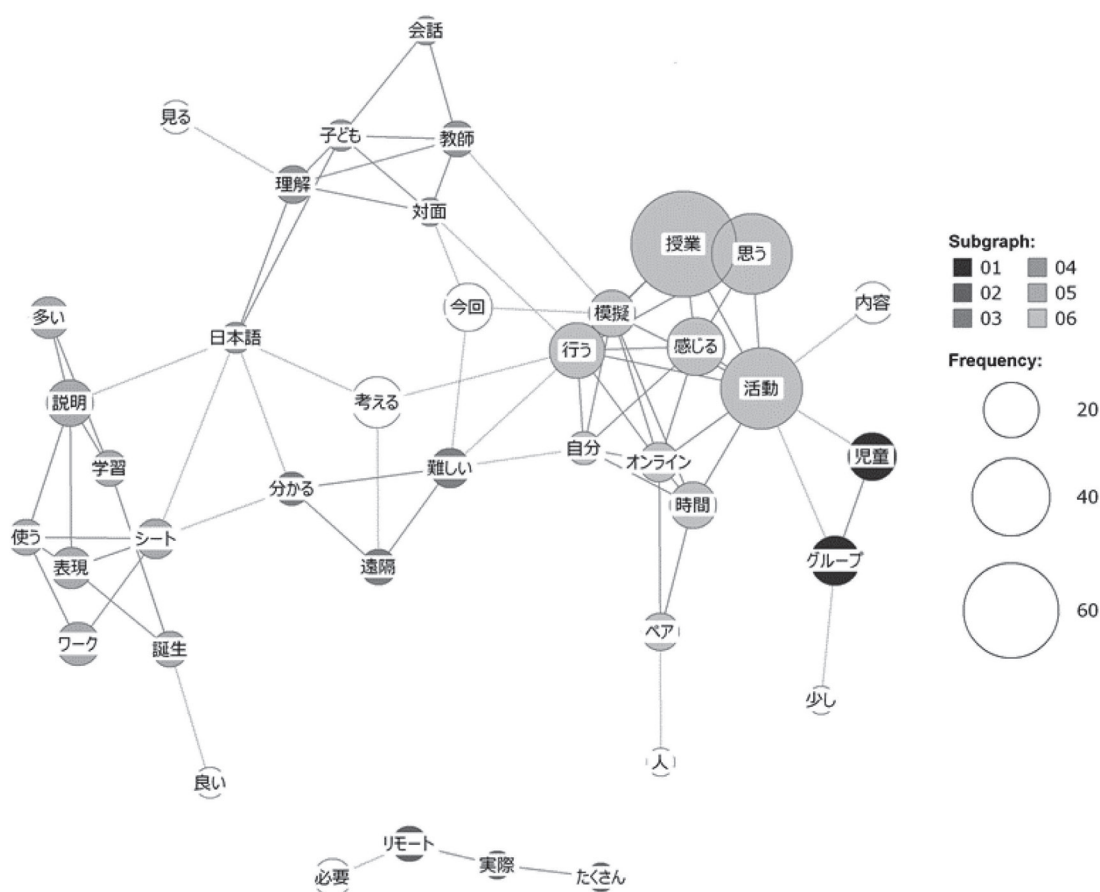 会話
見る
子ども
教師
理解
対面
授業
思う
今回
模擬
内容
多い
日本語
行う
感じる
説明
考える
活動
学習
分かる
難しい
自分
オンライン
児童
使う
シート
時間
表現
遠隔
グループ
ワーク
誕生
ペア
少し
良い
人
リモート
必要
実際
たくさん
Subgraph:
01 04
02 05
03 06
Frequency:
20
40
60